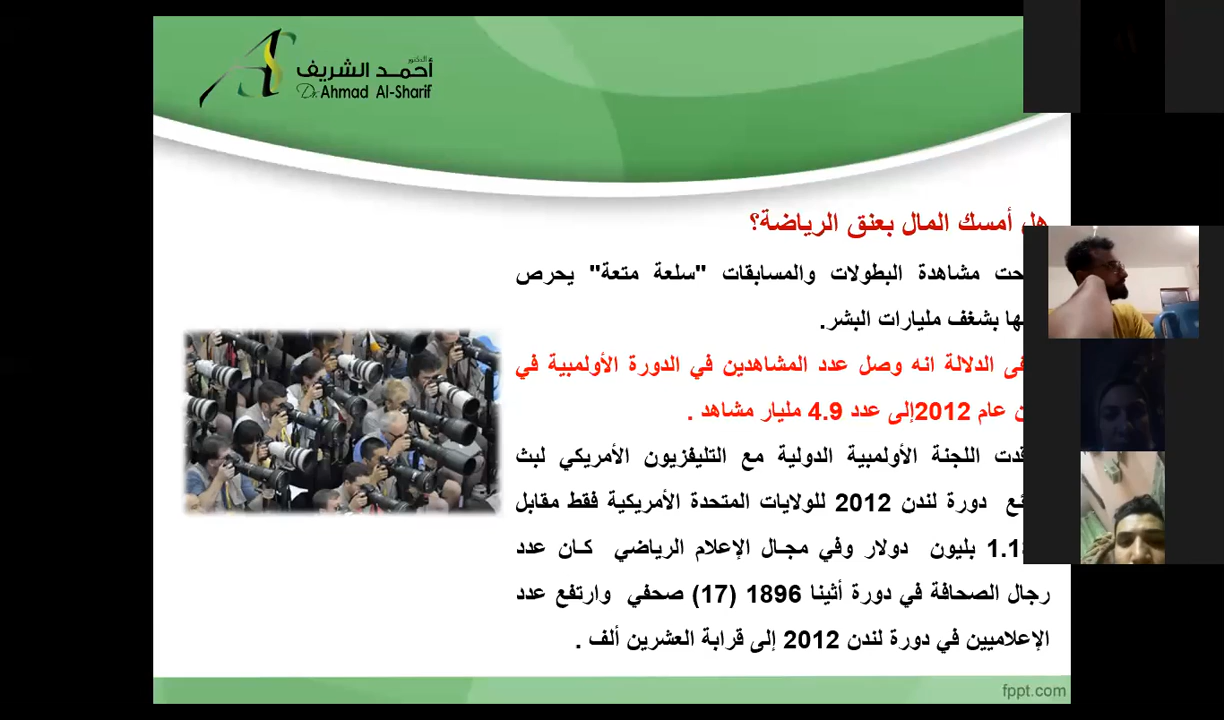 الدكتور
أحمد الشريف
Dr. Ahmad Al-Sharif
هل أمسك المال بعنق الرياضة؟
مشاهدة البطولات والمسابقات "سلعة متعة" يحرص
بشغف مليارات البشر.
الدلالة انه وصل عدد المشاهدين في الدورة الأولمبية في
عام 2012إلى عدد 4.9 مليار مشاهد .
اللجنة الأولمبية الدولية مع التليفزيون الأمريكي لبث
دورة لندن 2012 للولايات المتحدة الأمريكية فقط مقابل
بليون دولار وفي مجال الإعلام الرياضي كان عدد
رجال الصحافة في دورة أثينا 1896 (17) صحفي وارتفع عدد
الإعلاميين في دورة لندن 2012 إلى قرابة العشرين ألف .
fppt.com